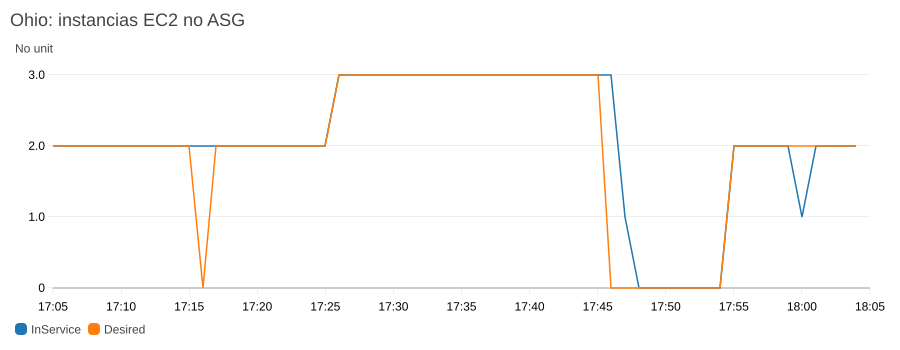 Ohio: instancias EC2 no ASG
No unit
3.0
2.0
1.0
0
17:05 17:10 17:15 17:20 17:25 17:30 17:35 17:40 17:45 17:50 17:55 18:00 18:05
InService Desired